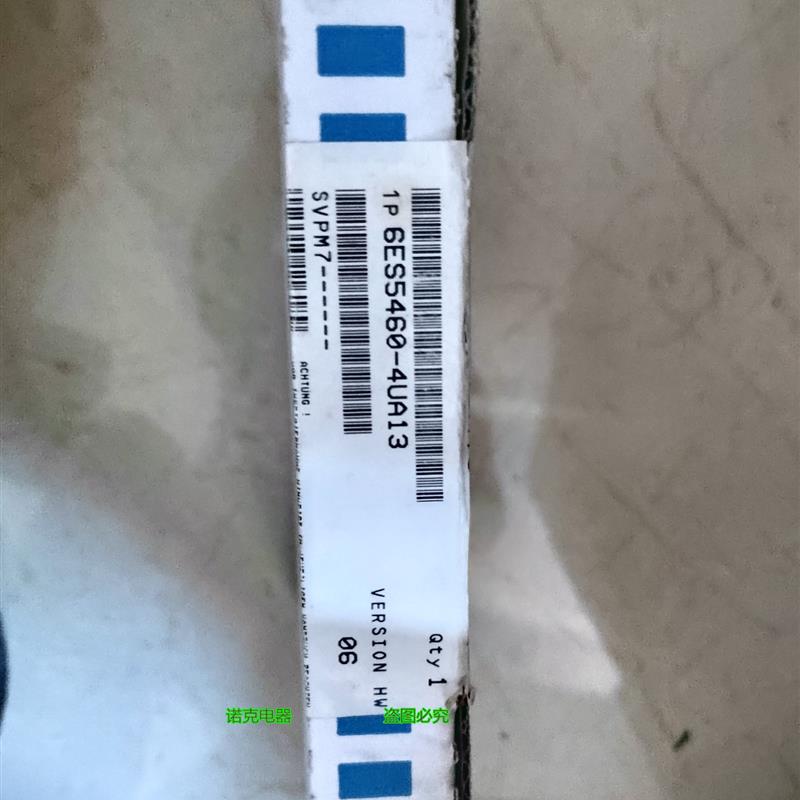 1P 6ES5460-4UA13
Qty 1
SVPM7------
VERSION HW
06
ACHTUNG !
诺克电器
盗图必究